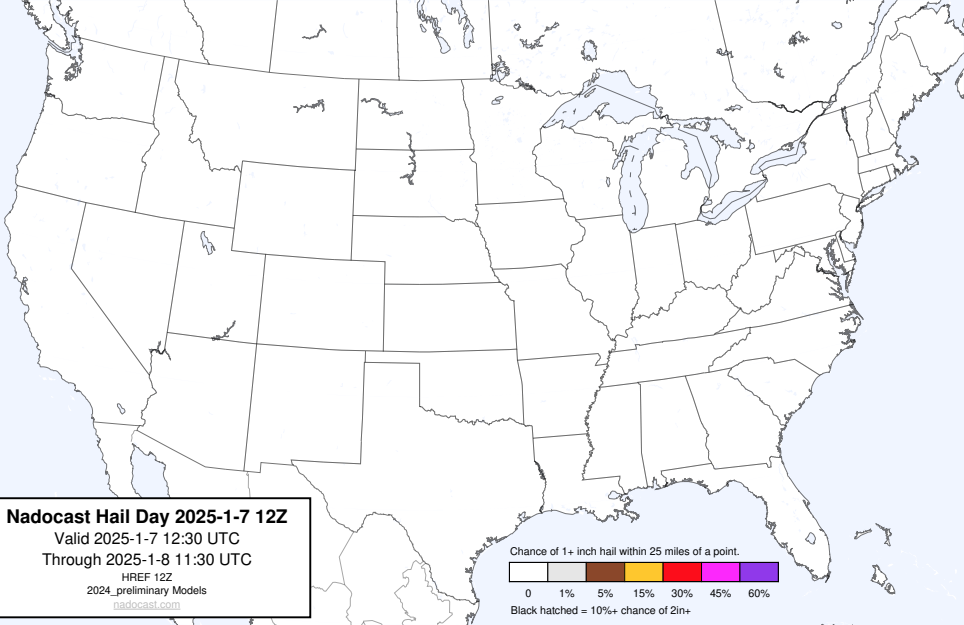 Nadocast Hail Day 2025-1-7 12Z
Valid 2025-1-7 12:30 UTC
Through 2025-1-8 11:30 UTC
HREF 12Z
2024_preliminary Models
nadocast.com
Chance of 1+ inch hail within 25 miles of a point.
0 1% 5% 15% 30% 45% 60%
Black hatched = 10%+ chance of 2in+